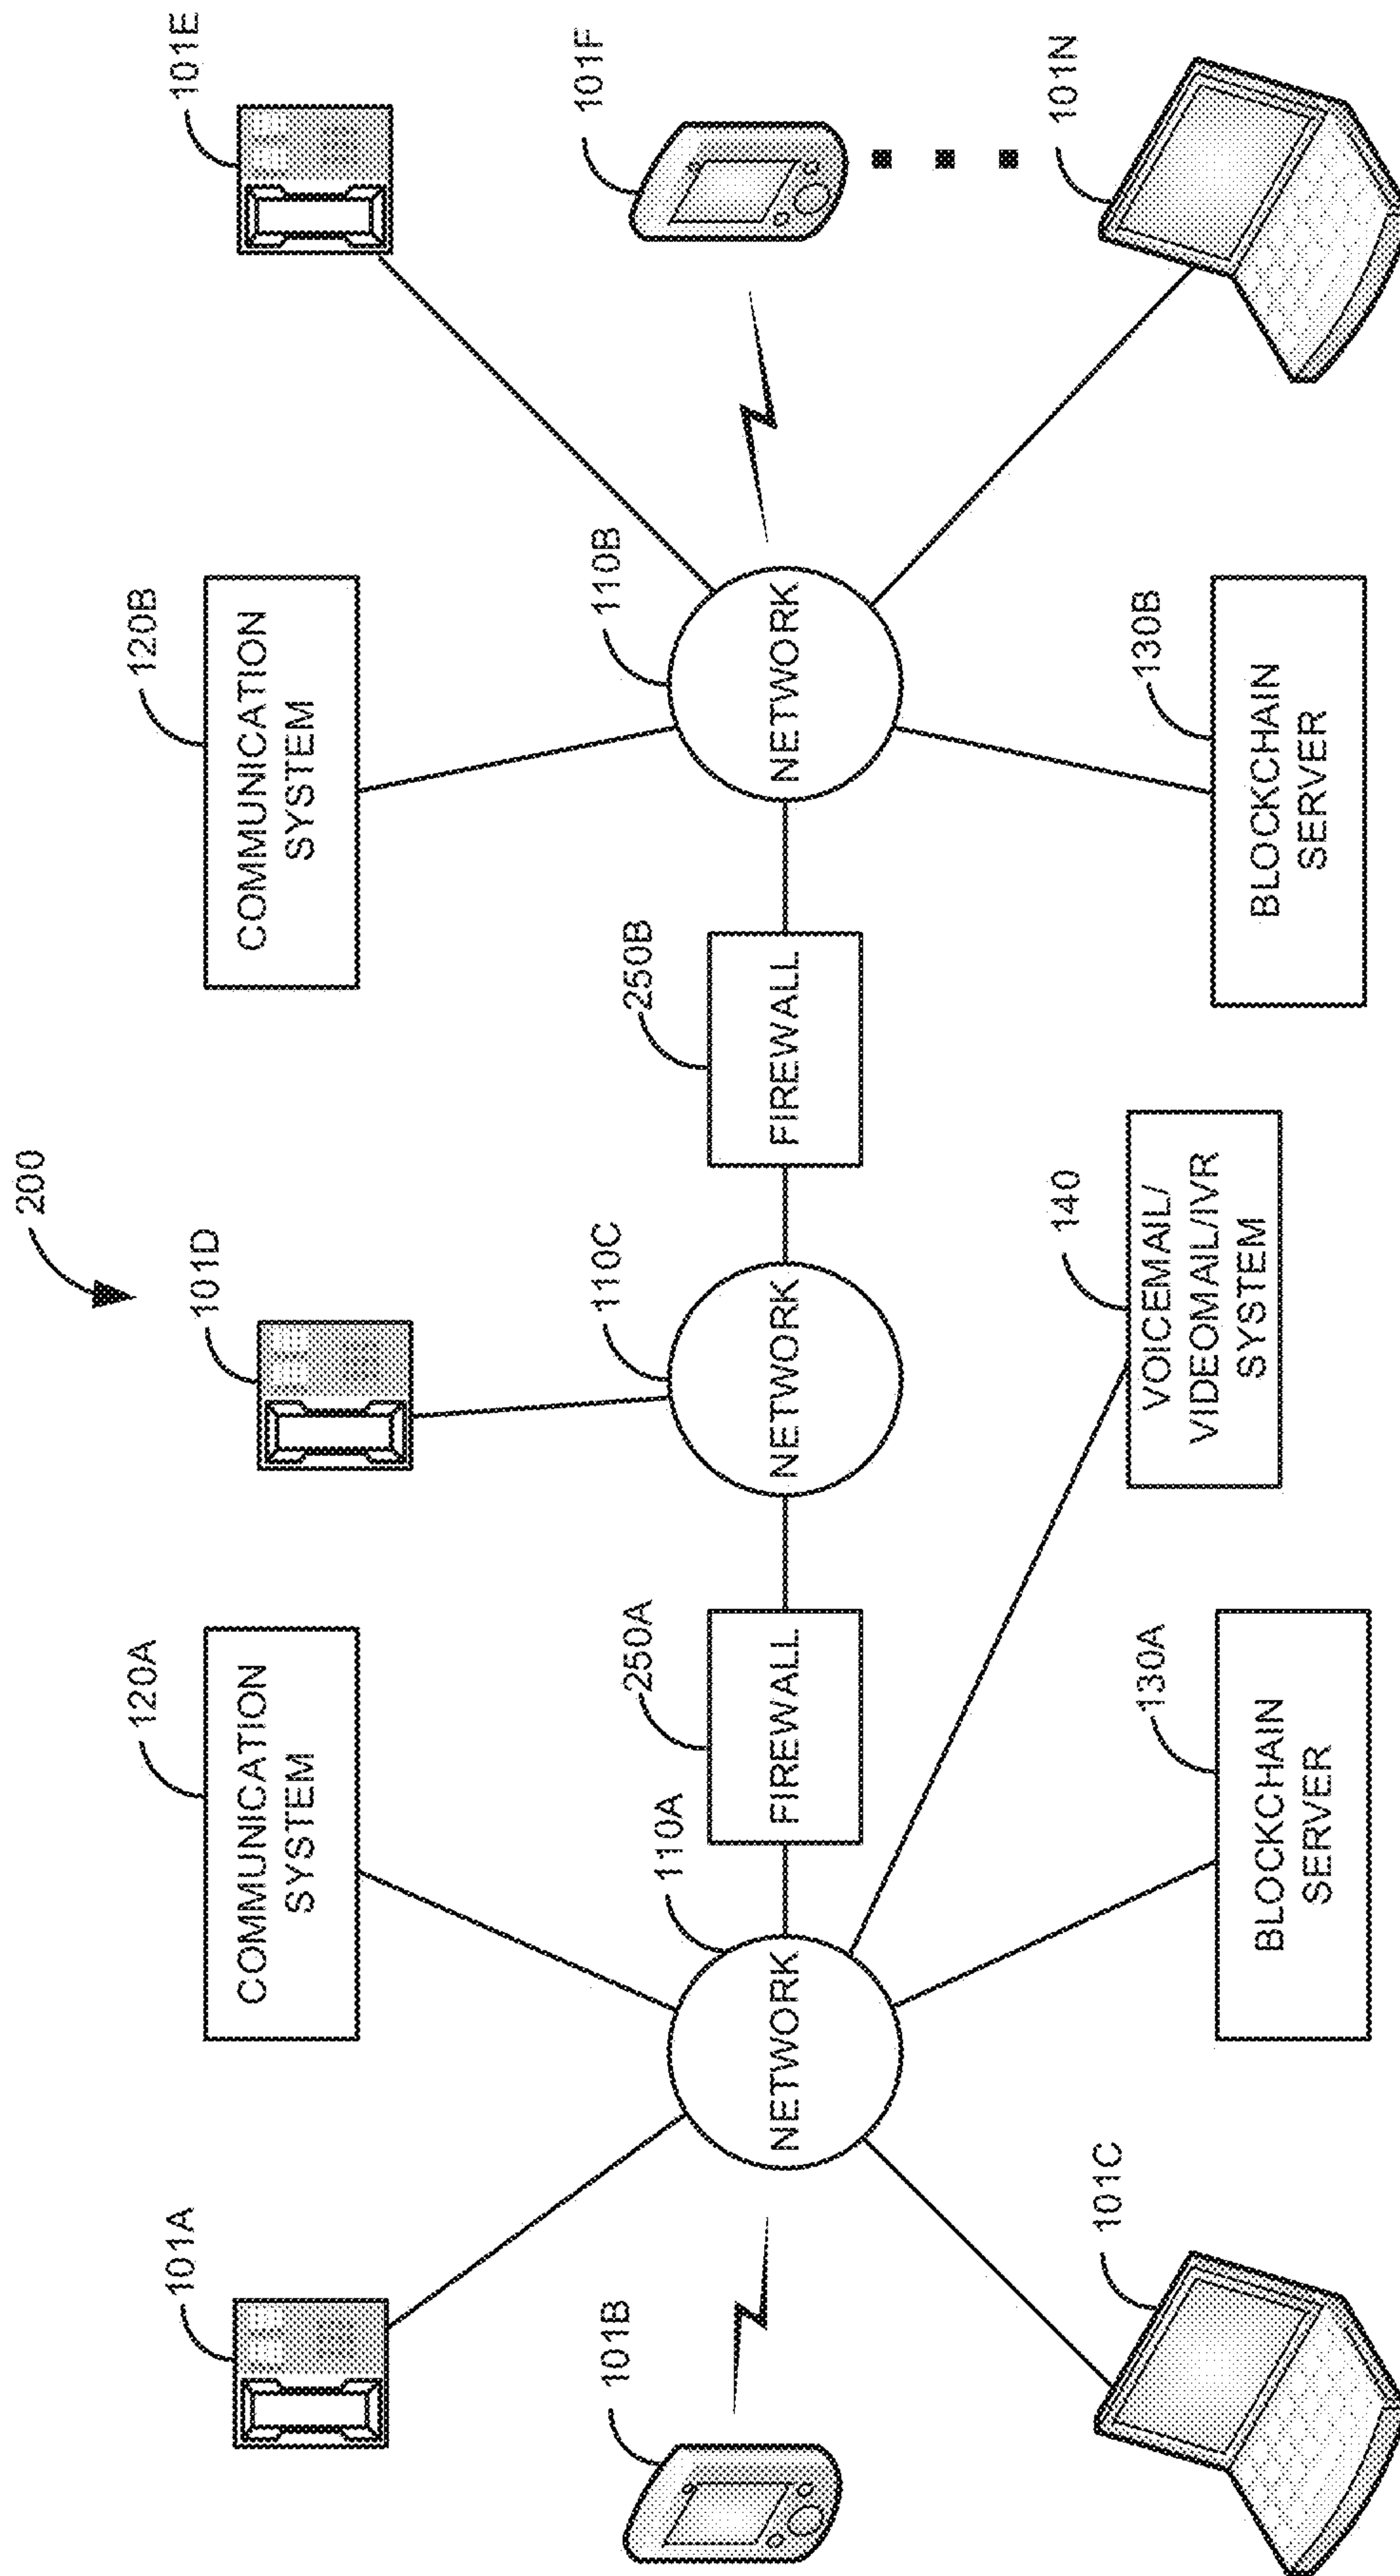 200
101A
120A
101D
120B
101E
COMMUNICATION
SYSTEM
COMMUNICATION
SYSTEM
101B
110A
250A
110C
250B
110B
101F
NETWORK
FIREWALL
NETWORK
FIREWALL
NETWORK
101C
130A
140
130B
101N
BLOCKCHAIN
SERVER
VOICEMAIL/
VIDEOMAIL/IVR
SYSTEM
BLOCKCHAIN
SERVER